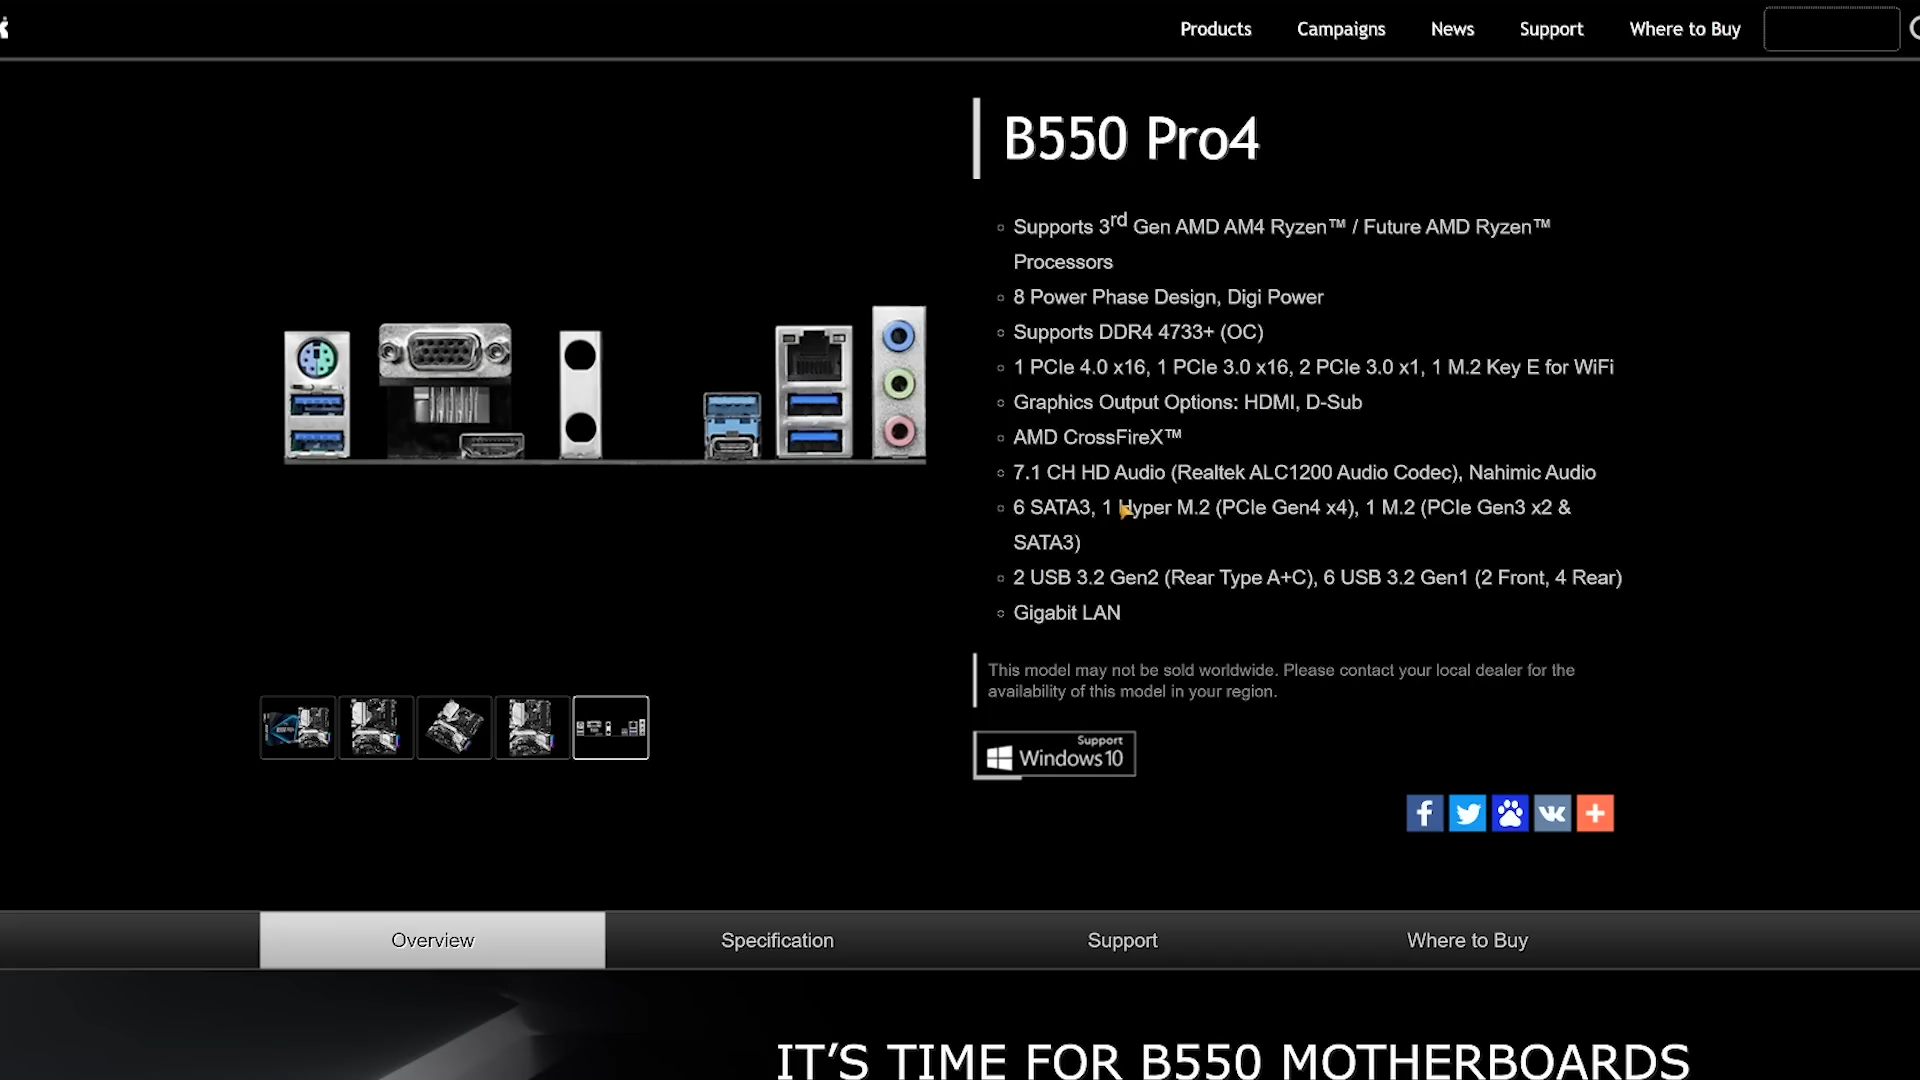 Products Campaigns News Support Where to Buy
B550 Pro4
Supports 3rd Gen AMD AM4 Ryzen™ / Future AMD Ryzen™
Processors
8 Power Phase Design, Digi Power
Supports DDR4 4733+ (OC)
1 PCIe 4.0 x16, 1 PCIe 3.0 x16, 2 PCIe 3.0 x1, 1 M.2 Key E for WiFi
Graphics Output Options: HDMI, D-Sub
AMD CrossFireX™
7.1 CH HD Audio (Realtek ALC1200 Audio Codec), Nahimic Audio
6 SATA3, 1 Hyper M.2 (PCIe Gen4 x4), 1 M.2 (PCIe Gen3 x2 &
SATA3)
2 USB 3.2 Gen2 (Rear Type A+C), 6 USB 3.2 Gen1 (2 Front, 4 Rear)
Gigabit LAN
This model may not be sold worldwide. Please contact your local dealer for the
availability of this model in your region.
Support
Windows 10
Overview Specification Support Where to Buy
IT'S TIME FOR B550 MOTHERBOARDS